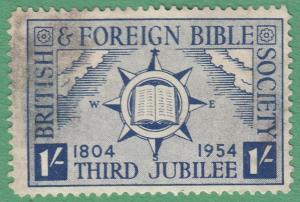 BRITISH & FOREIGN BIBLE SOCIETY
W E
S
1804 1954
1/- THIRD JUBILEE 1/-